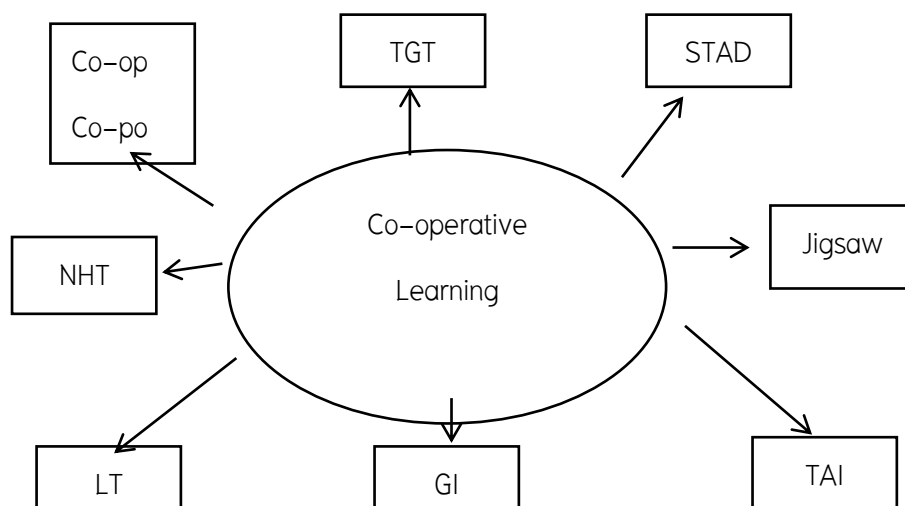 Co-op
Co-po
TGT
STAD
Co-operative
Learning
NHT
Jigsaw
LT
GI
TAI